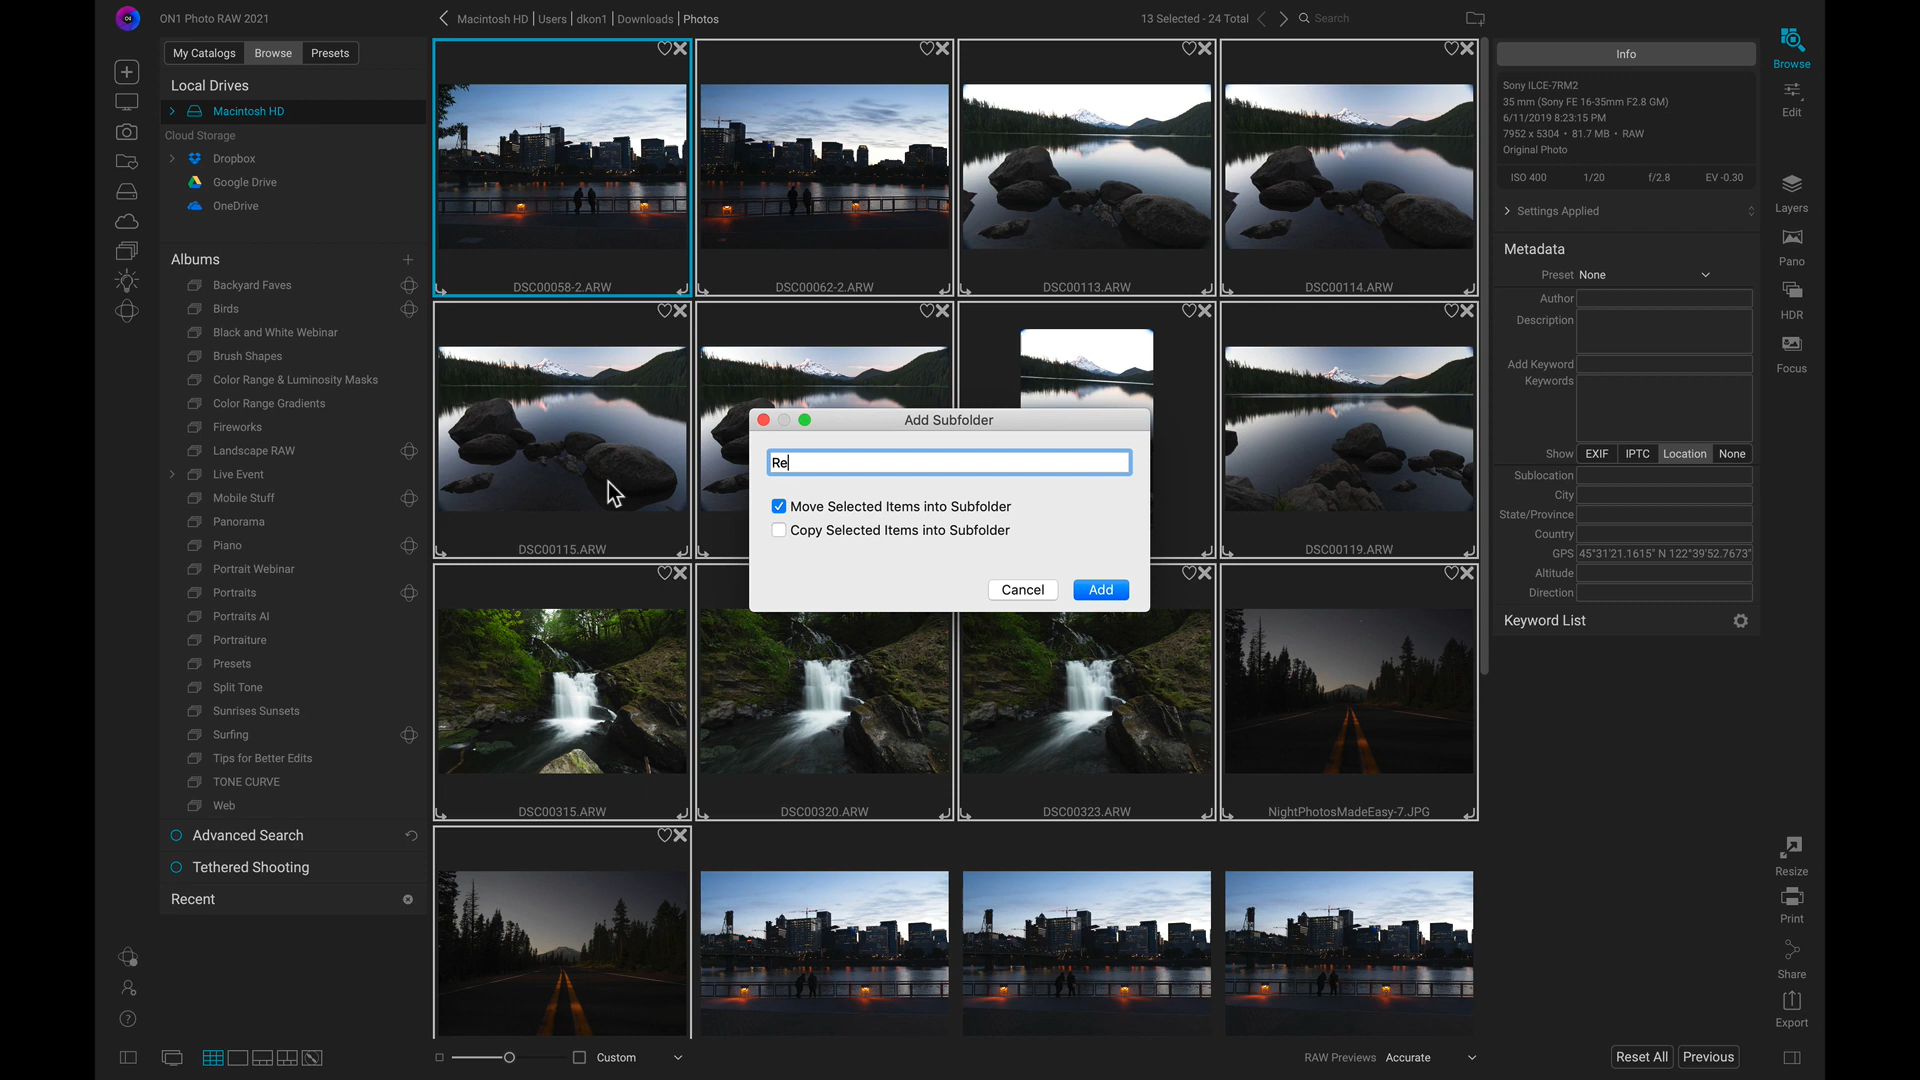 ON1 Photo RAW 2021
Macintosh HD | Users | dkon1 | Downloads | Photos
13 Selected - 24 Total
Search
My Catalogs
Browse
Presets
Local Drives
Macintosh HD
Cloud Storage
Dropbox
Google Drive
OneDrive
Albums
Backyard Faves
Birds
Black and White Webinar
Brush Shapes
Color Range & Luminosity Masks
Color Range Gradients
Fireworks
Landscape RAW
Live Event
Mobile Stuff
Panorama
Piano
Portrait Webinar
Portraits
Portraits AI
Portraiture
Presets
Split Tone
Sunrises Sunsets
Surfing
Tips for Better Edits
TONE CURVE
Web
Advanced Search
Tethered Shooting
Recent
DSC00058-2.ARW
DSC00062-2.ARW
DSC00113.ARW
DSC00114.ARW
DSC00115.ARW
DSC00119.ARW
DSC00315.ARW
DSC00320.ARW
DSC00323.ARW
NightPhotosMadeEasy-7.JPG
Add Subfolder
Re
Move Selected Items into Subfolder
Copy Selected Items into Subfolder
Cancel
Add
Custom
RAW Previews Accurate
Info
Sony ILCE-7RM2
35 mm (Sony FE 16-35mm F2.8 GM)
6/11/2019 8:23:15 PM
7952 x 5304 • 81.7 MB • RAW
Original Photo
ISO 400 1/20 f/2.8 EV -0.30
Settings Applied
Metadata
Preset None
Author
Description
Add Keyword
Keywords
Show EXIF IPTC Location None
Sublocation
City
State/Province
Country
GPS 45°31'21.1615" N 122°39'52.7673"
Altitude
Direction
Keyword List
Browse
Edit
Layers
Pano
HDR
Focus
Resize
Print
Share
Export
Reset All
Previous